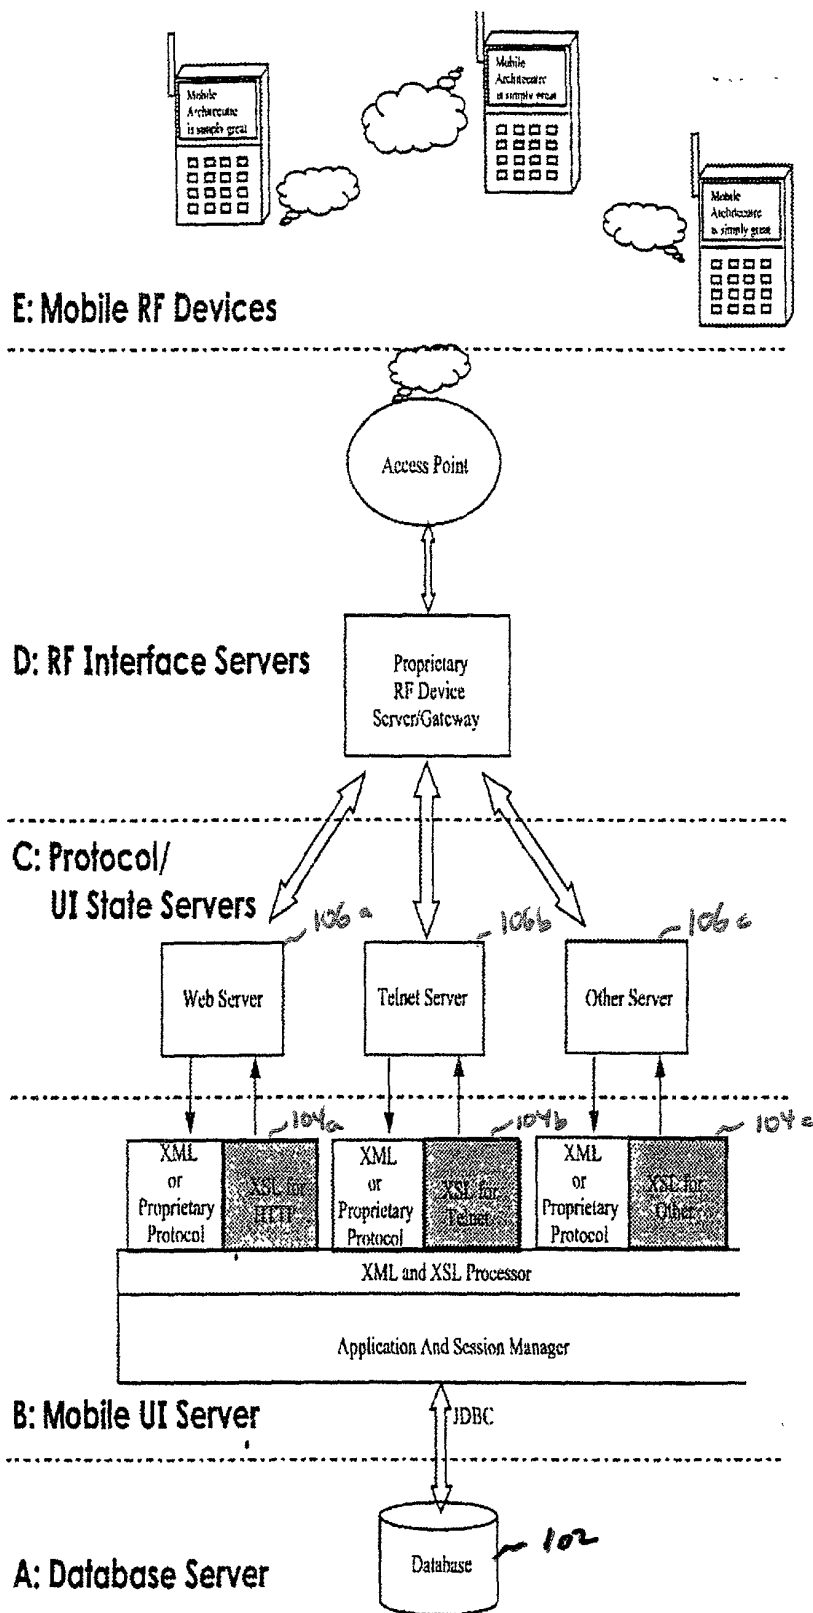 Mobile
Architecture
is simply great
Mobile
Architecture
is simply great
Mobile
Architecture
is simply great
E: Mobile RF Devices
Access Point
D: RF Interface Servers
Proprietary
RF Device
Server/Gateway
C: Protocol/
UI State Servers
106a
106b
106c
Web Server
Telnet Server
Other Server
104a
104b
104c
XML
or
Proprietary
Protocol
XSL for
HTTP
XML
or
Proprietary
Protocol
XSL for
Telnet
XML
or
Proprietary
Protocol
XSL for
Other
XML and XSL Processor
Application And Session Manager
B: Mobile UI Server
JDBC
102
Database
A: Database Server